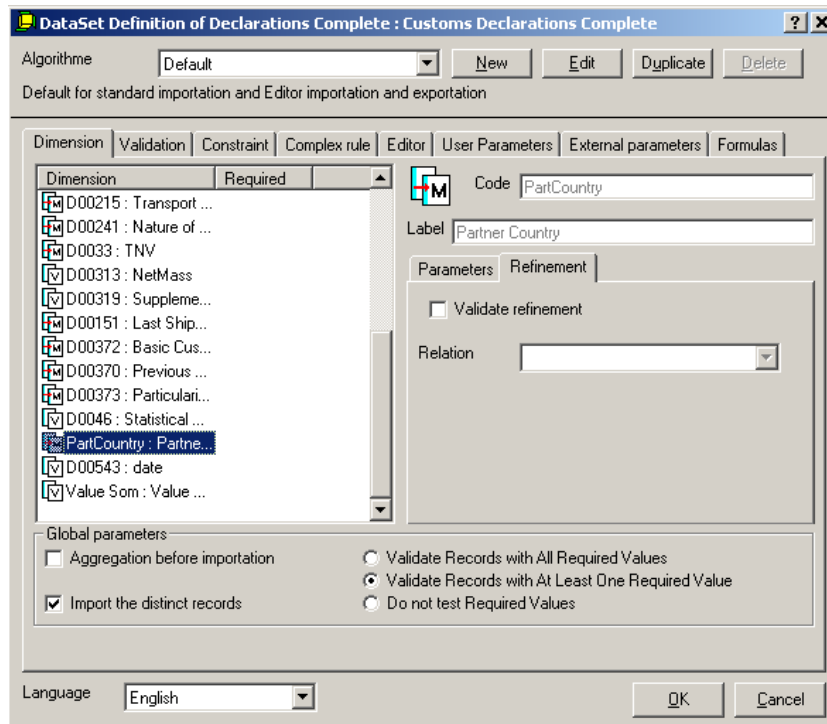 DataSet Definition of Declarations Complete : Customs Declarations Complete
Algorithme
Default
New
Edit
Duplicate
Delete
Default for standard importation and Editor importation and exportation
Dimension
Validation
Constraint
Complex rule
Editor
User Parameters
External parameters
Formulas
Dimension
Required
D00215 : Transport ...
D00241 : Nature of ...
D0033 : TNV
D00313 : NetMass
D00319 : Suppleme...
D00151 : Last Ship...
D00372 : Basic Cus...
D00370 : Previous ...
D00373 : Particulari...
D0046 : Statistical ...
PartCountry : Partne...
D00543 : date
Value Som : Value ...
M
Code
PartCountry
Label
Partner Country
Parameters
Refinement
Validate refinement
Relation
Global parameters
Aggregation before importation
Import the distinct records
Validate Records with All Required Values
Validate Records with At Least One Required Value
Do not test Required Values
Language
English
OK
Cancel